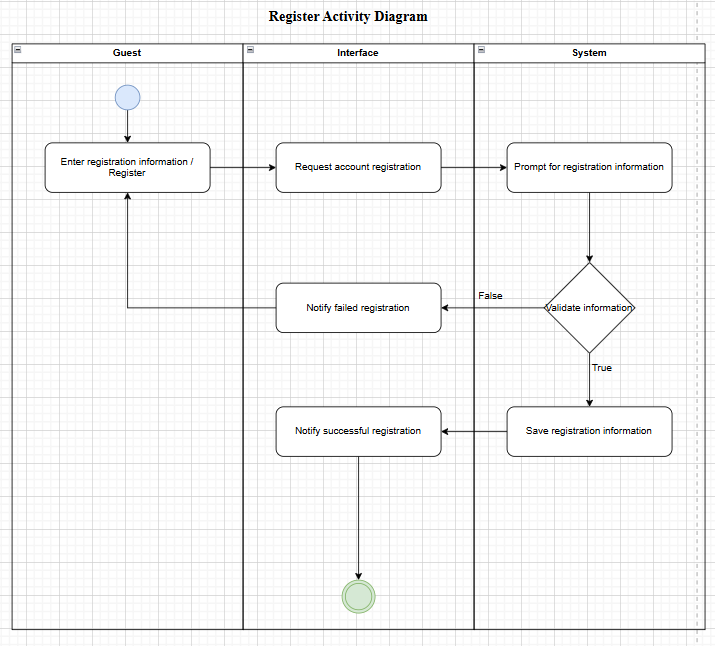 Register Activity Diagram
Guest
Interface
System
Enter registration information /
Register
Request account registration
Prompt for registration information
Notify failed registration
False
Validate information
True
Notify successful registration
Save registration information